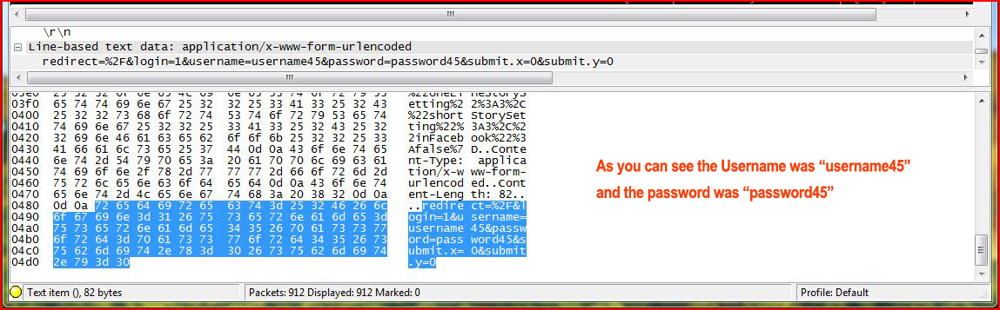 \r\n
Line-based text data: application/x-www-form-urlencoded
redirect=%2F&login=1&username=username45&password=password45&submit.x=0&submit.y=0
03e0 25 32 32 6f 6e 65 4c 69 6e 65 53 74 6f 72 79 53 %22oneLi neStoryS
03f0 65 74 74 69 6e 67 25 32 32 25 33 41 33 25 32 43 etting%2 2%3A3%2C
0400 25 32 32 73 68 6f 72 74 53 74 6f 72 79 53 65 74 %22short StorySet
0410 74 69 6e 67 25 32 32 25 33 41 33 25 32 43 25 32 ting%22% 3A3%2C%2
0420 32 69 6e 46 61 63 65 62 6f 6f 6b 25 32 32 25 33 2inFaceb ook%22%3
0430 41 66 61 6c 73 65 25 37 44 0d 0a 43 6f 6e 74 65 Afalse%7 D..Conte
0440 6e 74 2d 54 79 70 65 3a 20 61 70 70 6c 69 63 61 nt-Type: applica
0450 74 69 6f 6e 2f 78 2d 77 77 77 2d 66 6f 72 6d 2d tion/x-w ww-form-
0460 75 72 6c 65 6e 63 6f 64 65 64 0d 0a 43 6f 6e 74 urlencod ed..Cont
0470 65 6e 74 2d 4c 65 6e 67 74 68 3a 20 38 32 0d 0a ent-Leng th: 82..
0480 0d 0a 72 65 64 69 72 65 63 74 3d 25 32 46 26 6c ..redire ct=%2F&l
0490 6f 67 69 6e 3d 31 26 75 73 65 72 6e 61 6d 65 3d ogin=1&u sername=
04a0 75 73 65 72 6e 61 6d 65 34 35 26 70 61 73 73 77 username 45&passw
04b0 6f 72 64 3d 70 61 73 73 77 6f 72 64 34 35 26 73 ord=pass word45&s
04c0 75 62 6d 69 74 2e 78 3d 30 26 73 75 62 6d 69 74 ubmit.x= 0&submit
04d0 2e 79 3d 30 .y=0
As you can see the Username was “username45”
and the password was “password45”
Text item (), 82 bytes
Packets: 912 Displayed: 912 Marked: 0
Profile: Default